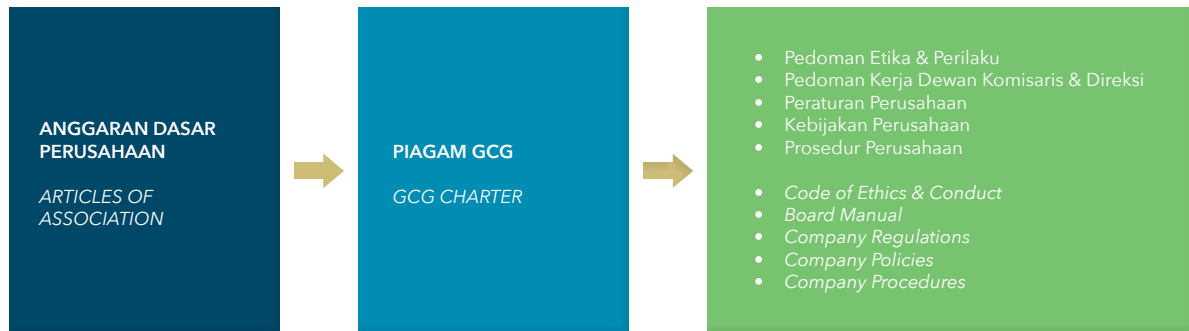 ANGGARAN DASAR
PERUSAHAAN
ARTICLES OF
ASSOCIATION
PIAGAM GCG
GCG CHARTER
• Pedoman Etika & Perilaku
• Pedoman Kerja Dewan Komisaris & Direksi
• Peraturan Perusahaan
• Kebijakan Perusahaan
• Prosedur Perusahaan
• Code of Ethics & Conduct
• Board Manual
• Company Regulations
• Company Policies
• Company Procedures